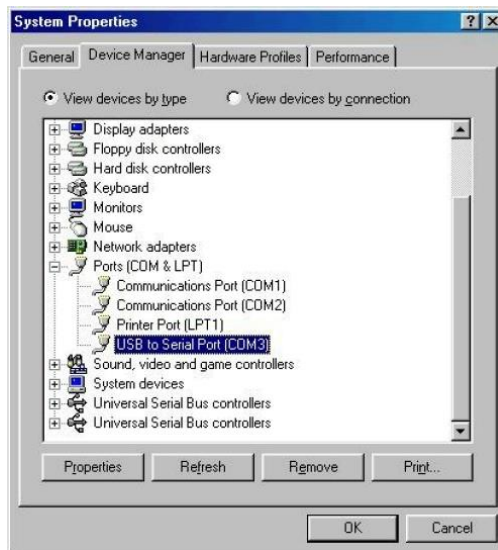 System Properties
General Device Manager Hardware Profiles Performance
View devices by type View devices by connection
Display adapters
Floppy disk controllers
Hard disk controllers
Keyboard
Monitors
Mouse
Network adapters
Ports (COM & LPT)
Communications Port (COM1)
Communications Port (COM2)
Printer Port (LPT1)
USB to Serial Port (COM3)
Sound, video and game controllers
System devices
Universal Serial Bus controllers
Universal Serial Bus controllers
Properties Refresh Remove Print...
OK Cancel